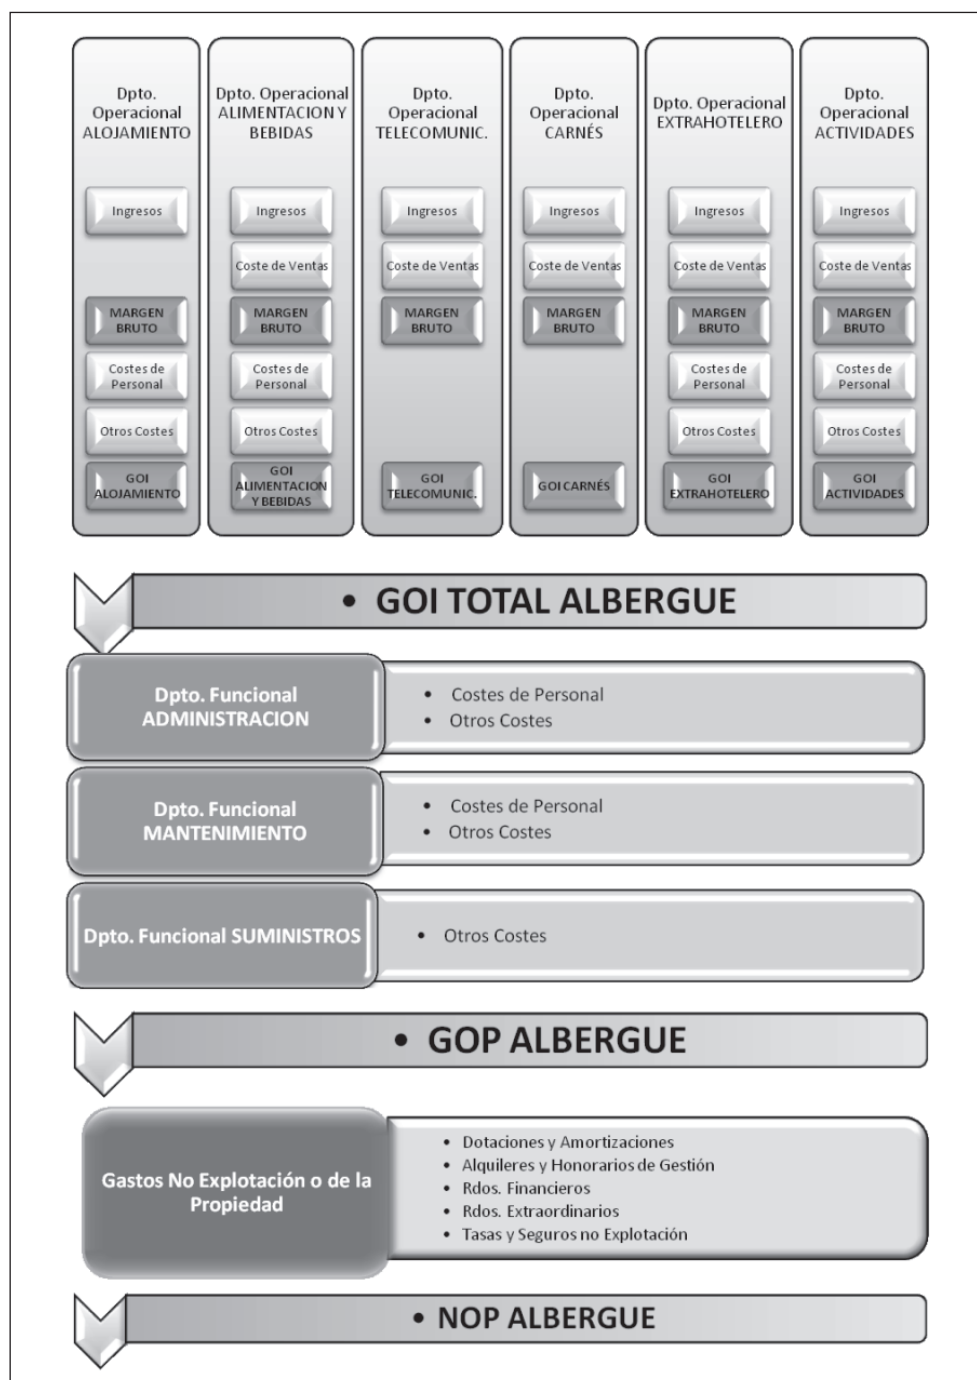 Dpto.
Operacional
ALOJAMIENTO
Ingresos
MARGEN
BRUTO
Costes de
Personal
Otros Costes
GOI
ALOJAMIENTO
Dpto. Operacional
ALIMENTACION Y
BEBIDAS
Ingresos
Coste de Ventas
MARGEN
BRUTO
Costes de
Personal
Otros Costes
GOI
ALIMENTACION
Y BEBIDAS
Dpto.
Operacional
TELECOMUNIC.
Ingresos
Coste de Ventas
MARGEN
BRUTO
GOI
TELECOMUNIC.
Dpto.
Operacional
CARNÉS
Ingresos
Coste de Ventas
MARGEN
BRUTO
GOI CARNÉS
Dpto. Operacional
EXTRAHOTELERO
Ingresos
Coste de Ventas
MARGEN
BRUTO
Costes de
Personal
Otros Costes
GOI
EXTRAHOTELERO
Dpto.
Operacional
ACTIVIDADES
Ingresos
Coste de Ventas
MARGEN
BRUTO
Costes de
Personal
Otros Costes
GOI
ACTIVIDADES
• GOI TOTAL ALBERGUE
Dpto. Funcional
ADMINISTRACION
• Costes de Personal
• Otros Costes
Dpto. Funcional
MANTENIMIENTO
• Costes de Personal
• Otros Costes
Dpto. Funcional SUMINISTROS
• Otros Costes
• GOP ALBERGUE
Gastos No Explotación o de la
Propiedad
• Dotaciones y Amortizaciones
• Alquileres y Honorarios de Gestión
• Rdos. Financieros
• Rdos. Extraordinarios
• Tasas y Seguros no Explotación
• NOP ALBERGUE